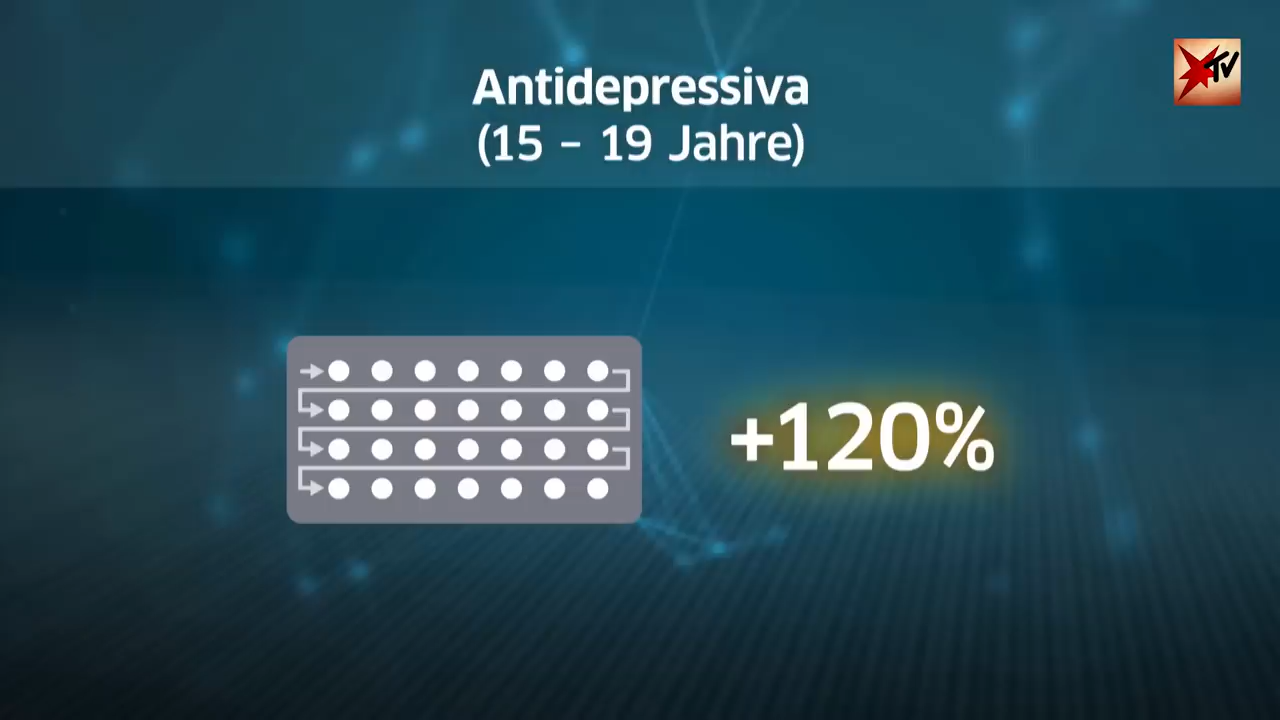 Antidepressiva
(15 – 19 Jahre)
+120%
TV